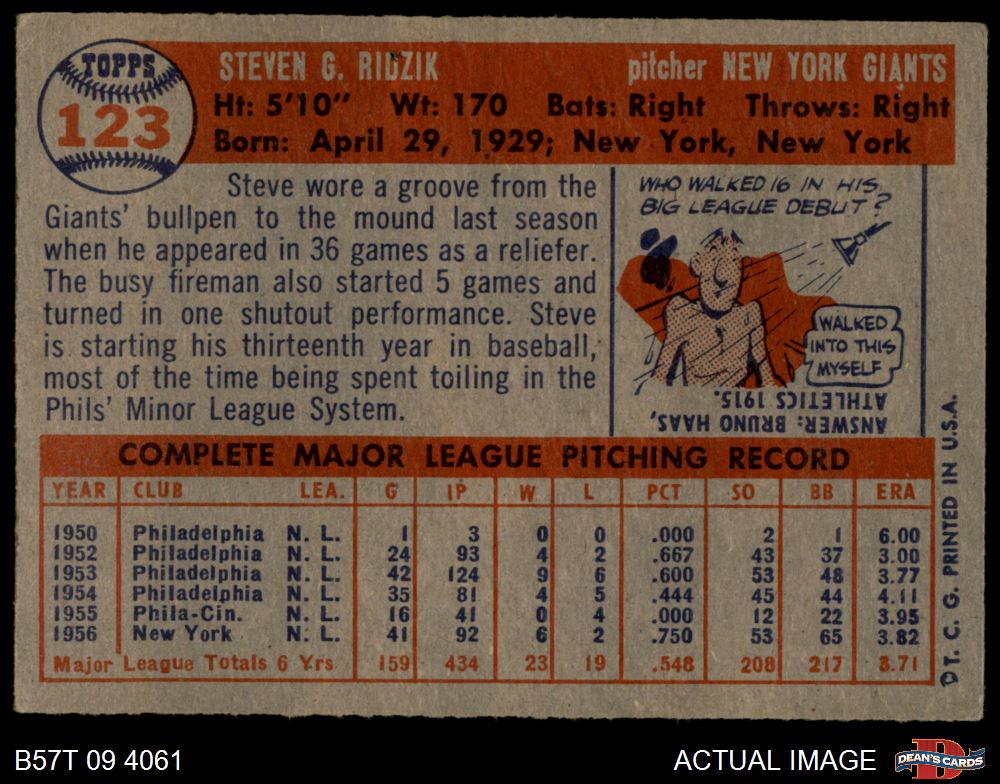 TOPPS
123
STEVEN G. RIDZIK pitcher NEW YORK GIANTS
Ht: 5'10" Wt: 170 Bats: Right Throws: Right
Born: April 29, 1929; New York, New York
Steve wore a groove from the
Giants' bullpen to the mound last season
when he appeared in 36 games as a reliefer.
The busy fireman also started 5 games and
turned in one shutout performance. Steve
is starting his thirteenth year in baseball,
most of the time being spent toiling in the
Phils' Minor League System.
WHO WALKED 16 IN HIS
BIG LEAGUE DEBUT?
I WALKED
INTO THIS
MYSELF
ANSWER: BRUNO HAAS,
ATHLETICS 1915.
COMPLETE MAJOR LEAGUE PITCHING RECORD
YEAR CLUB LEA. G IP W L PCT SO BB ERA
1950 Philadelphia N. L. 1 3 0 0 .000 2 1 6.00
1952 Philadelphia N. L. 24 93 4 2 .667 43 37 3.00
1953 Philadelphia N. L. 42 124 9 6 .600 53 48 3.77
1954 Philadelphia N. L. 35 81 4 5 .444 45 44 4.11
1955 Phila-Cin. N. L. 16 41 0 4 .000 12 22 3.95
1956 New York N. L. 41 92 6 2 .750 53 65 3.82
Major League Totals 6 Yrs. 159 434 23 19 .548 208 217 3.71
T. C. G. PRINTED IN U.S.A.
B57T 09 4061
ACTUAL IMAGE
DEAN'S CARDS